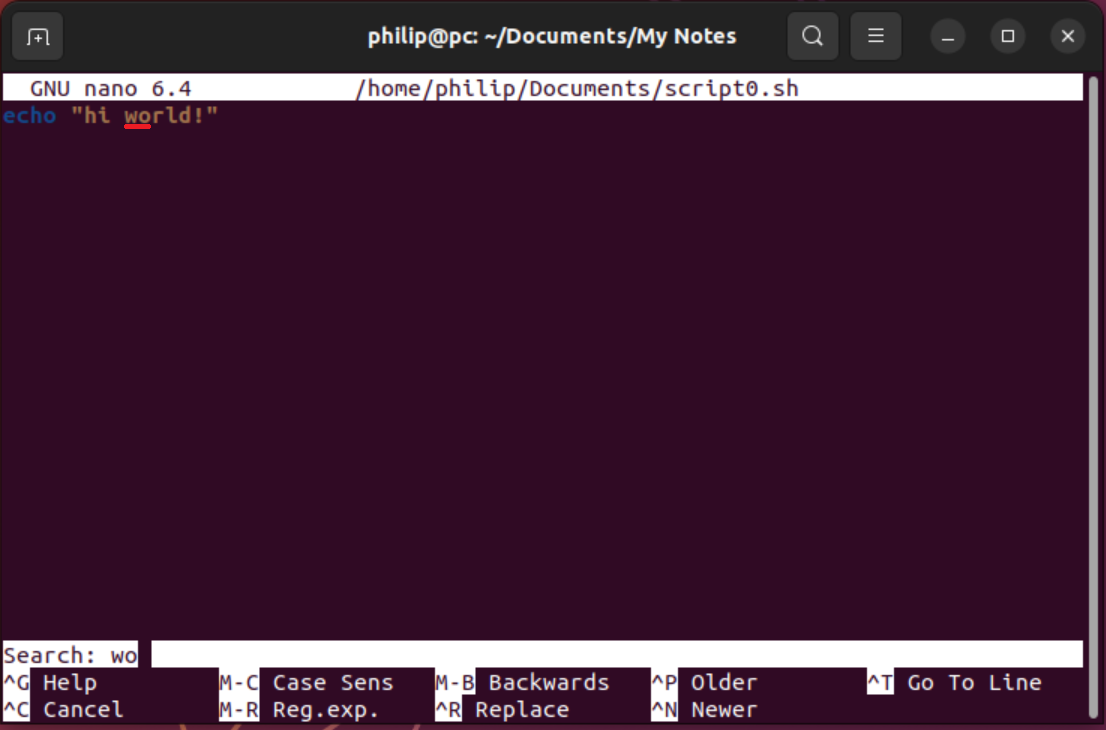 philip@pc: ~/Documents/My Notes
GNU nano 6.4 /home/philip/Documents/script0.sh
echo "hi world!"
Search: wo
^G Help M-C Case Sens M-B Backwards ^P Older ^T Go To Line
^C Cancel M-R Reg.exp. ^R Replace ^N Newer